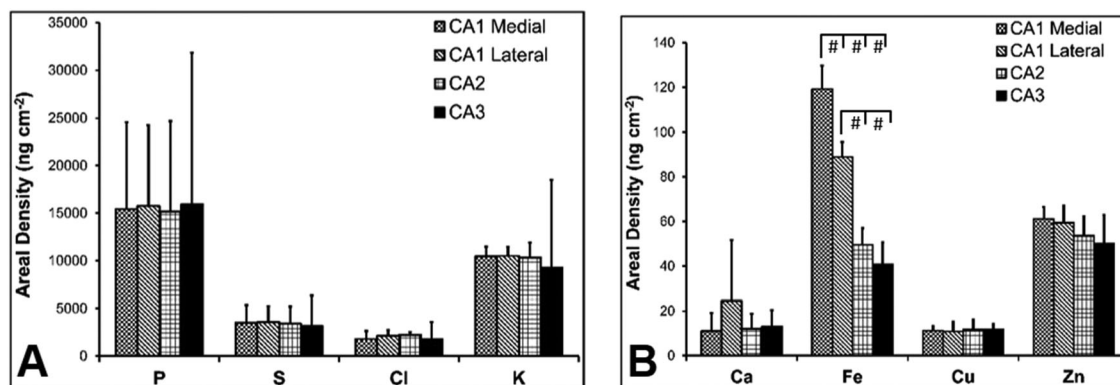 35000
30000
25000
20000
15000
10000
5000
0
Areal Density (ng cm-2)
CA1 Medial
CA1 Lateral
CA2
CA3
P S Cl K
A
140
120
100
80
60
40
20
0
Areal Density (ng cm-2)
CA1 Medial
CA1 Lateral
CA2
CA3
# # #
# #
Ca Fe Cu Zn
B